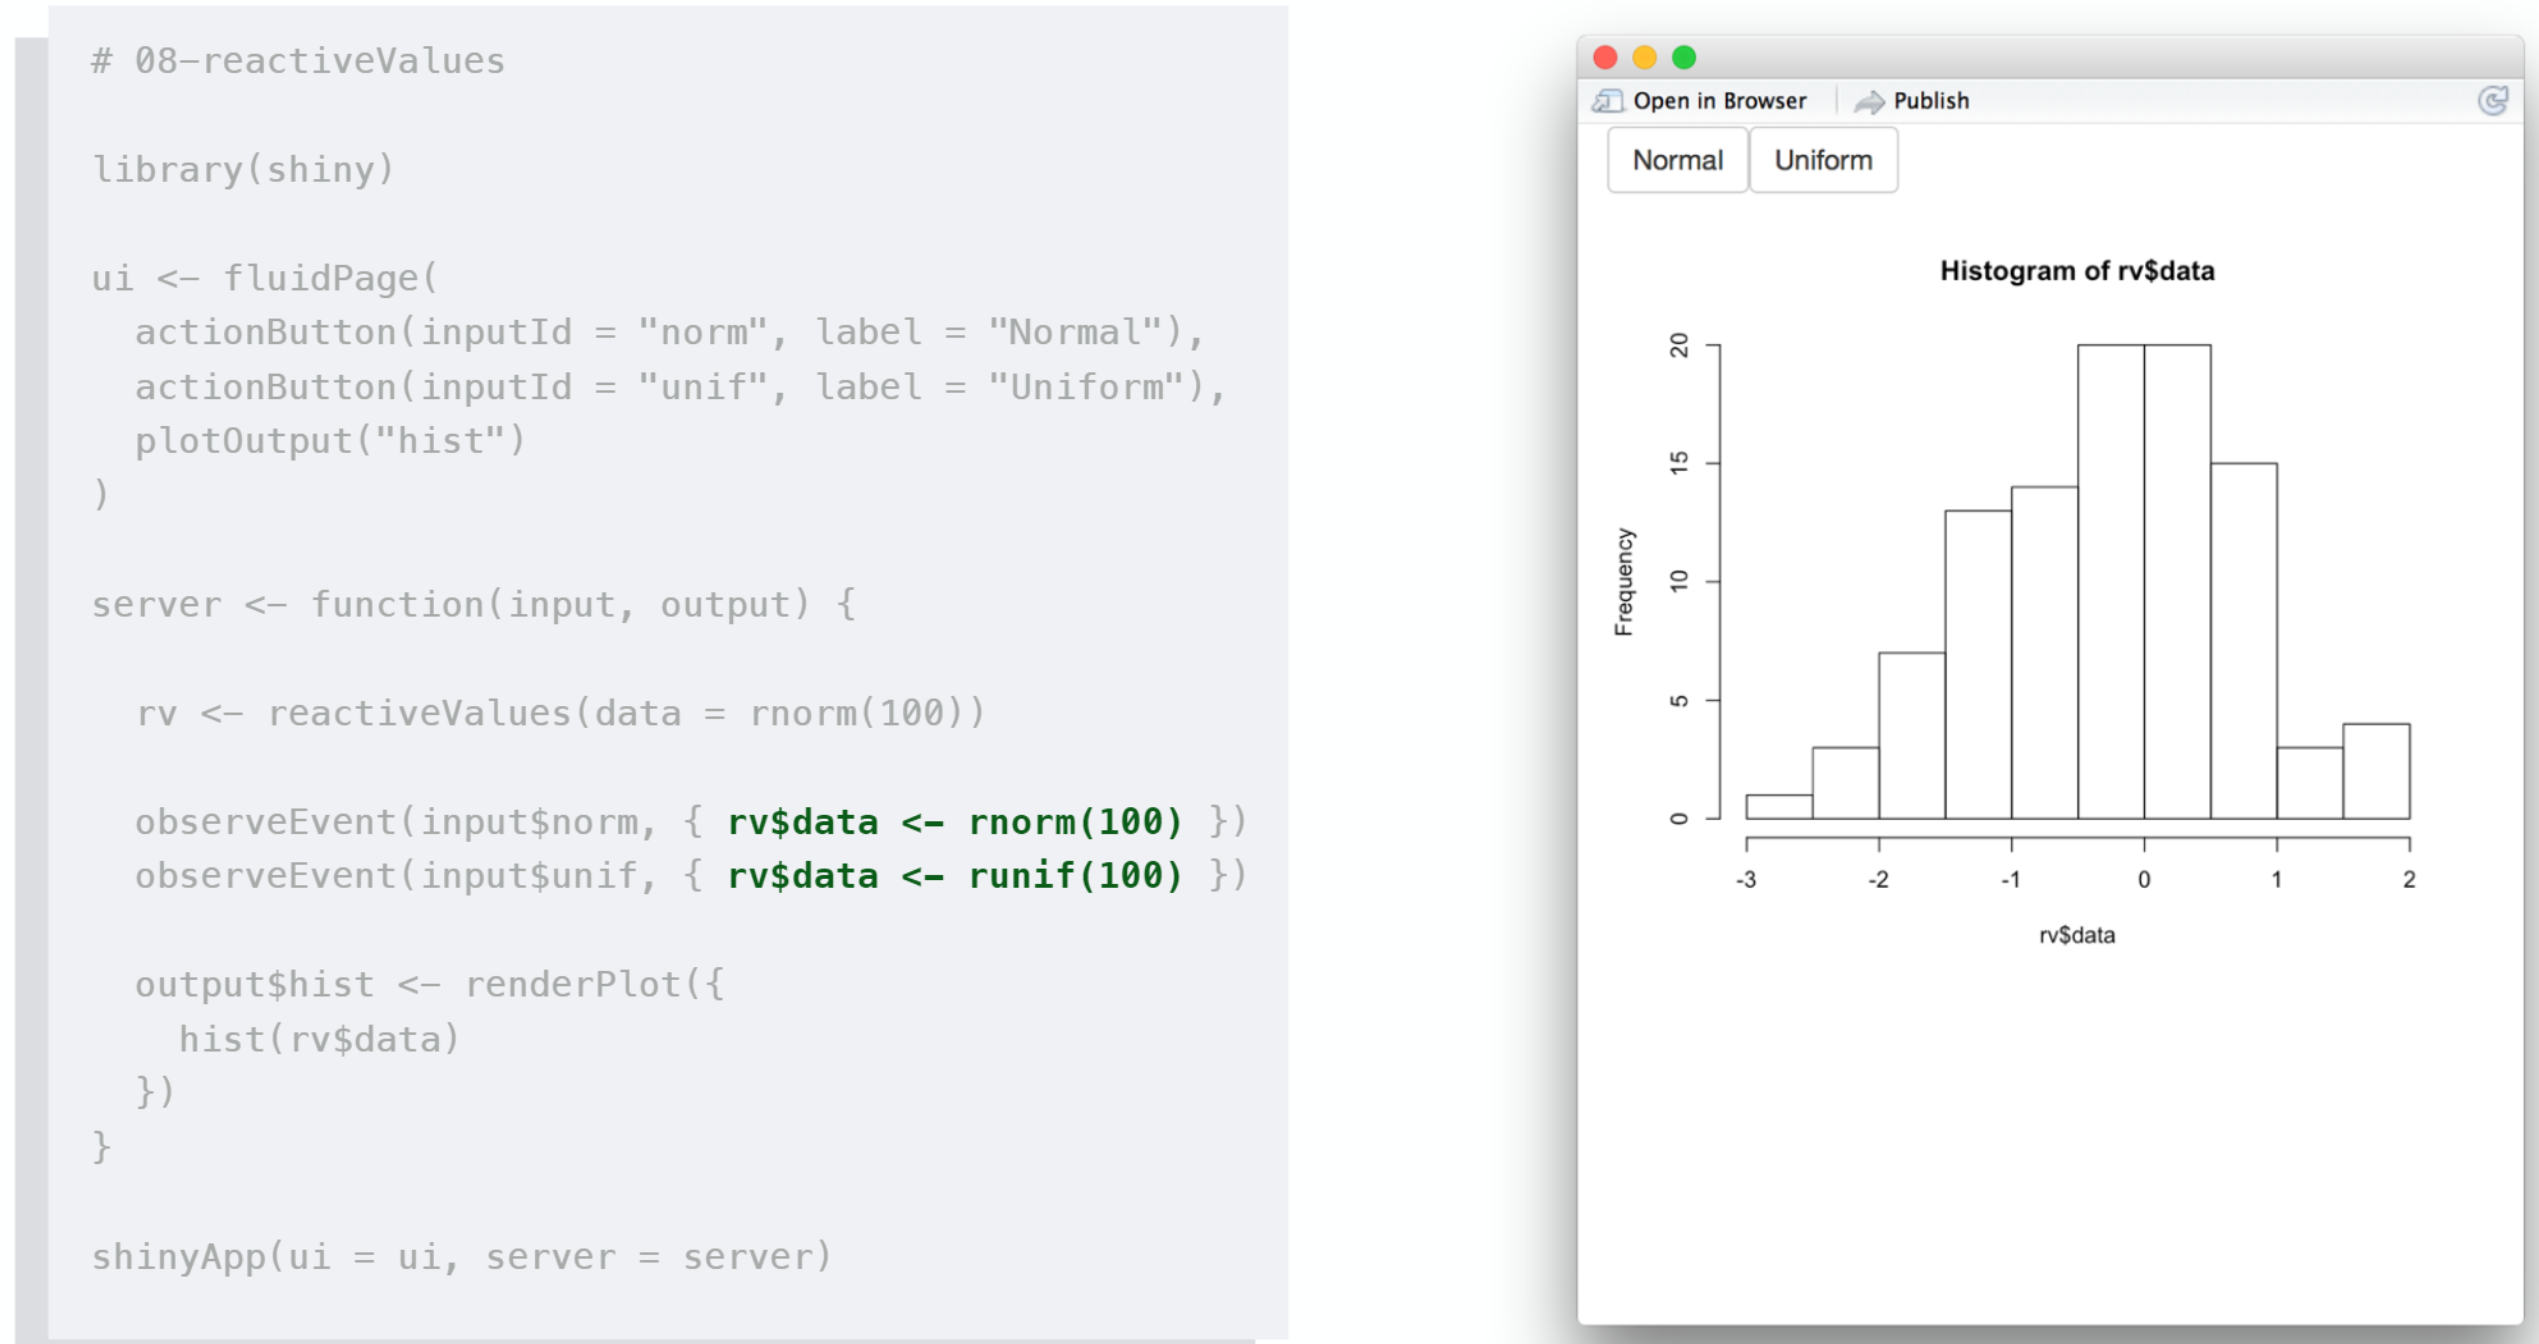 # 08-reactiveValues
library(shiny)
ui <- fluidPage(
  actionButton(inputId = "norm", label = "Normal"),
  actionButton(inputId = "unif", label = "Uniform"),
  plotOutput("hist")
)
server <- function(input, output) {
  rv <- reactiveValues(data = rnorm(100))
  observeEvent(input$norm, { rv$data <- rnorm(100) })
  observeEvent(input$unif, { rv$data <- runif(100) })
  output$hist <- renderPlot({
    hist(rv$data)
  })
}
shinyApp(ui = ui, server = server)
Open in Browser Publish
Normal Uniform
Histogram of rv$data
Frequency
20
15
10
5
0
-3 -2 -1 0 1 2
rv$data